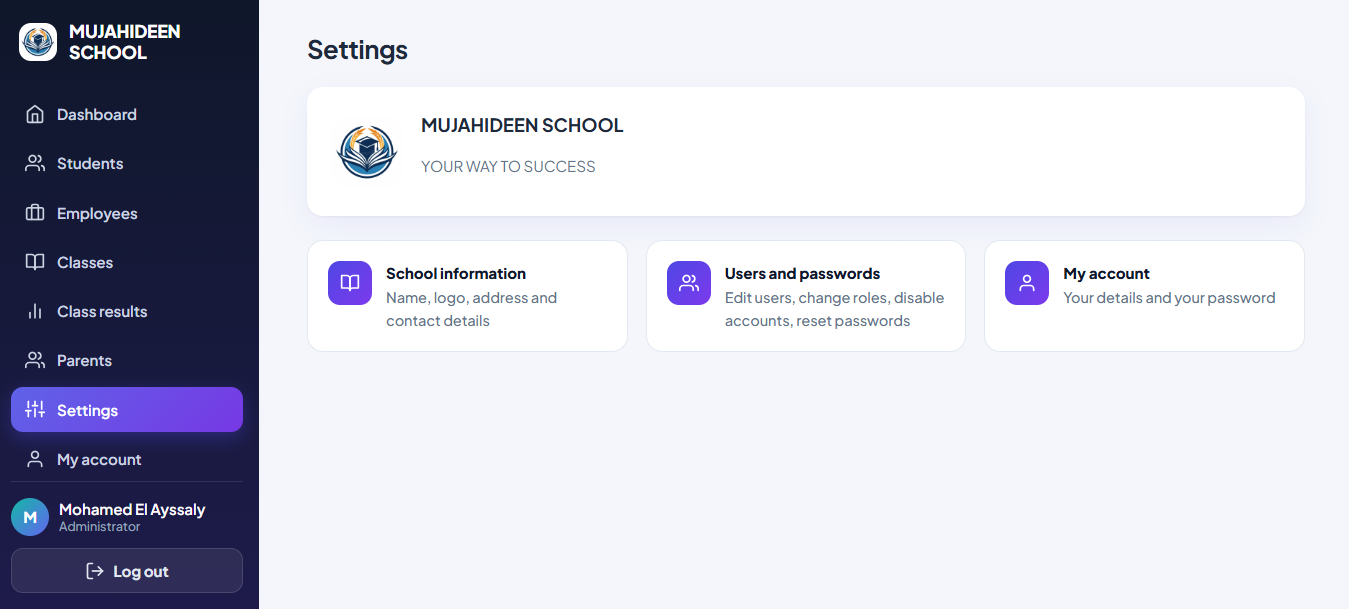 MUJAHIDEEN
SCHOOL
Dashboard
Students
Employees
Classes
Class results
Parents
Settings
My account
M
Mohamed El Ayssaly
Administrator
Log out
Settings
MUJAHIDEEN SCHOOL
YOUR WAY TO SUCCESS
School information
Name, logo, address and
contact details
Users and passwords
Edit users, change roles, disable
accounts, reset passwords
My account
Your details and your password